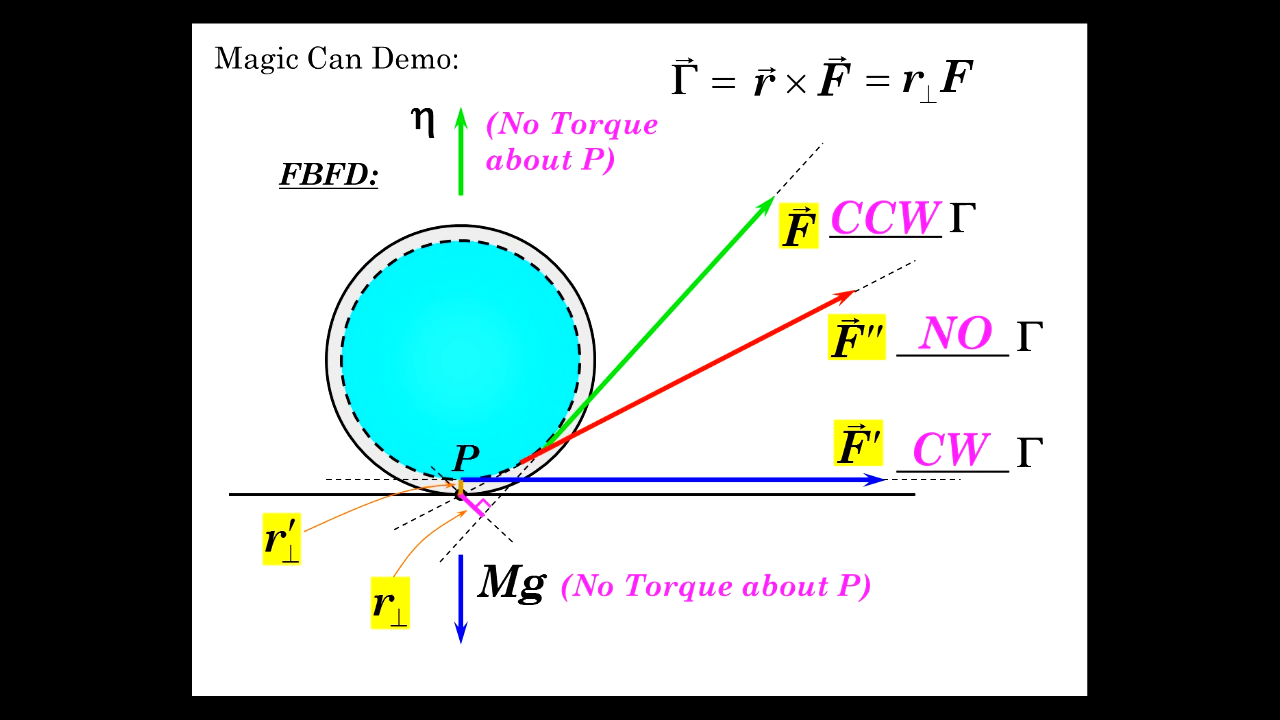 Magic Can Demo:
Γ⃗ = r⃗ × F⃗ = r⊥F
η
(No Torque
about P)
FBFD:
F⃗ CCW Γ
F⃗″ NO Γ
F⃗′ CW Γ
P
r′⊥
r⊥
Mg (No Torque about P)